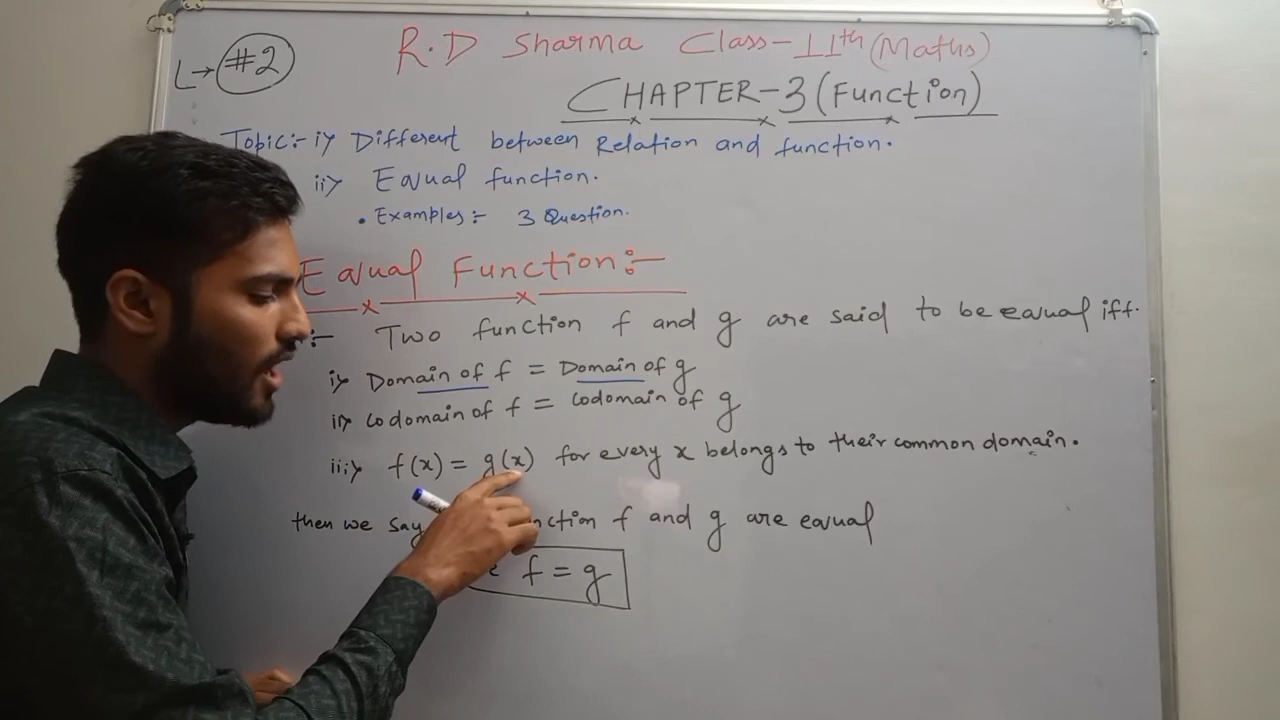 L→ #2
R.D Sharma Class-11th (Maths)
CHAPTER-3 (Function)
Topic:- i> Different between Relation and function.
ii> Equal function.
• Examples:- 3 Question.
Equal Function:-
:- Two function f and g are said to be equal iff.
i> Domain of f = Domain of g
ii> Codomain of f = Codomain of g
iii> f(x) = g(x) for every x belongs to their common domain.
then we say function f and g are equal
f = g